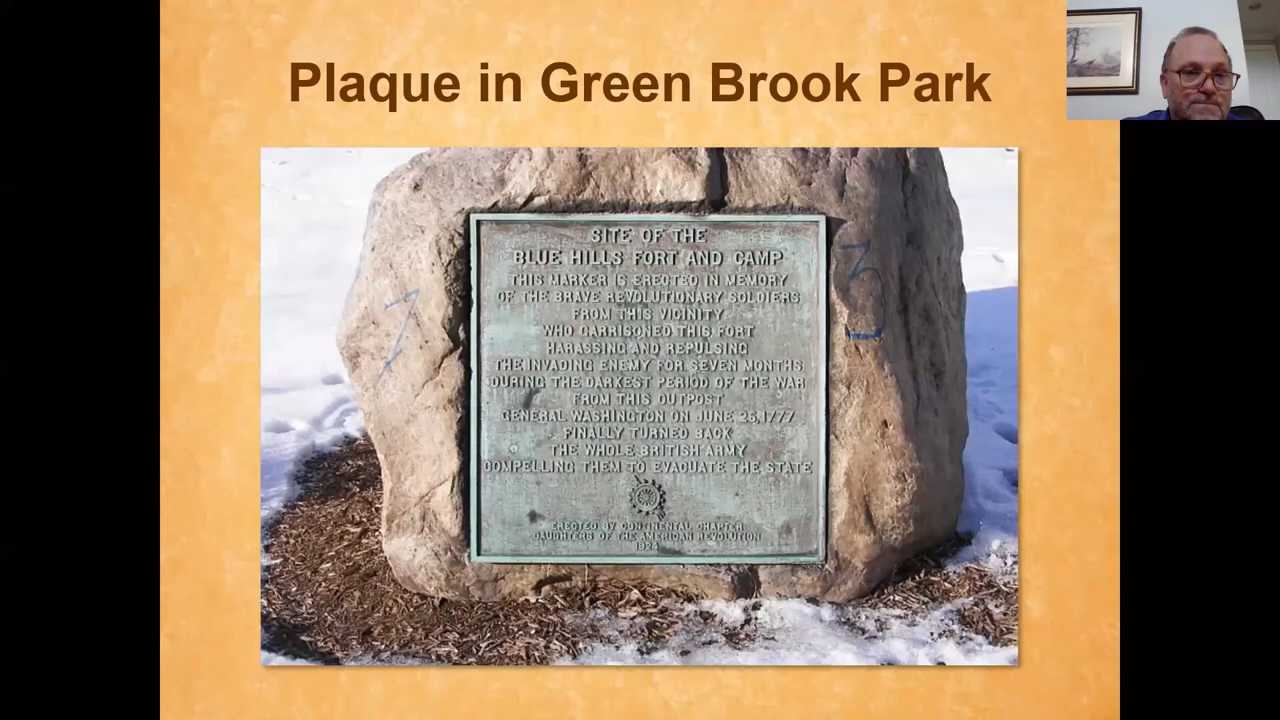 Plaque in Green Brook Park
SITE OF THE
BLUE HILLS FORT AND CAMP
THIS MARKER IS ERECTED IN MEMORY
OF THE BRAVE REVOLUTIONARY SOLDIERS
FROM THIS VICINITY
WHO GARRISONED THIS FORT
HARASSING AND REPULSING
THE INVADING ENEMY FOR SEVEN MONTHS
DURING THE DARKEST PERIOD OF THE WAR
FROM THIS OUTPOST
GENERAL WASHINGTON ON JUNE 1777
FINALLY TURNED BACK
THE WHOLE BRITISH ARMY
COMPELLING THEM TO EVACUATE THE STATE
ERECTED BY CONTINENTAL CHAPTER
DAUGHTERS OF THE AMERICAN REVOLUTION